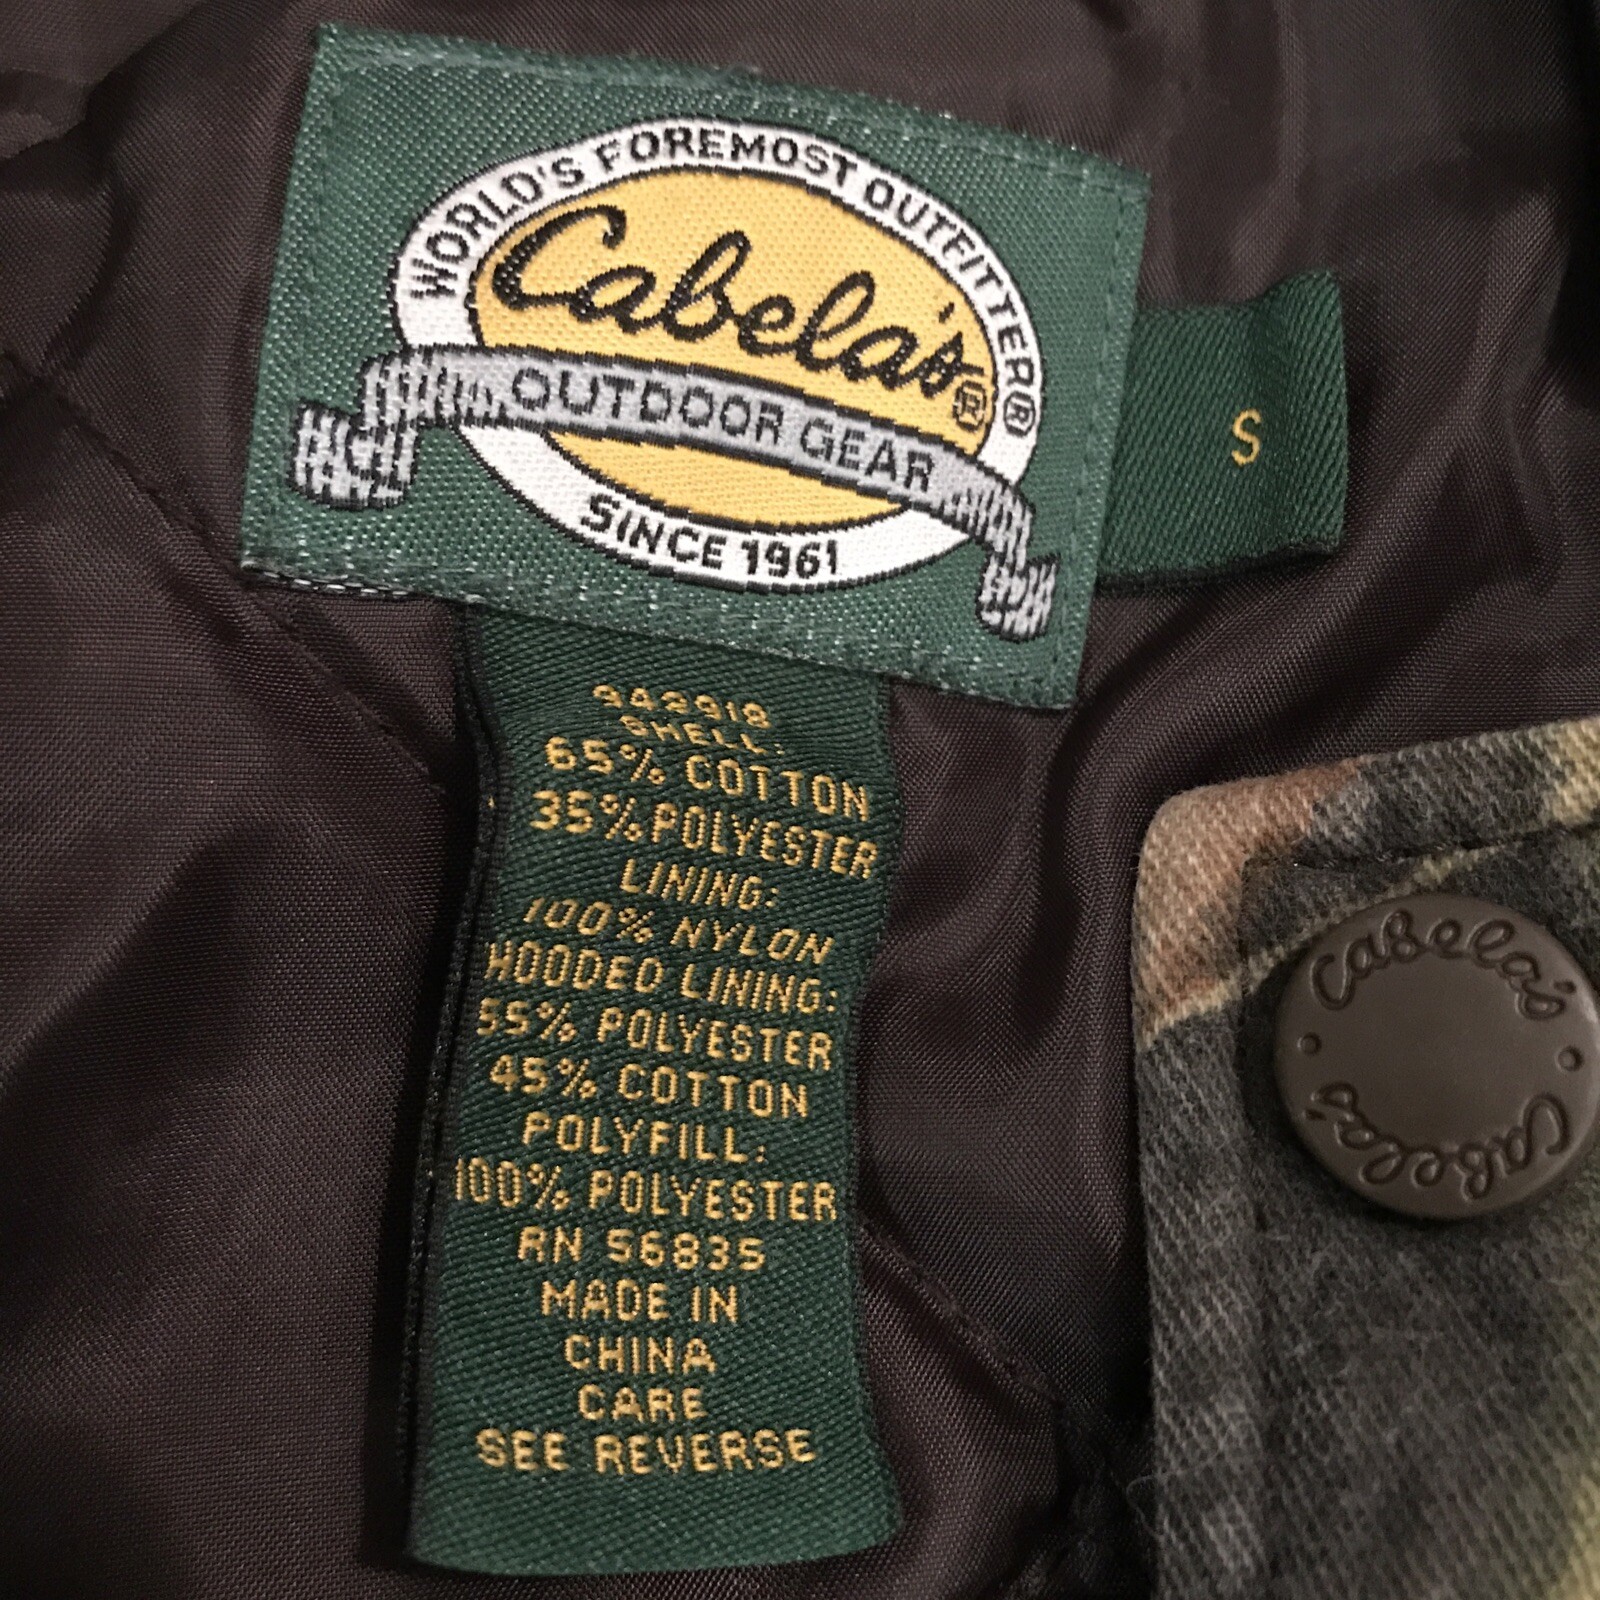 WORLD'S FOREMOST OUTFITTER®
Cabela's®
OUTDOOR GEAR
SINCE 1961
S
SHELL:
65% COTTON
35% POLYESTER
LINING:
100% NYLON
HOODED LINING:
55% POLYESTER
45% COTTON
POLYFILL:
100% POLYESTER
RN 56835
MADE IN
CHINA
CARE
SEE REVERSE
Cabela's
Cabela's